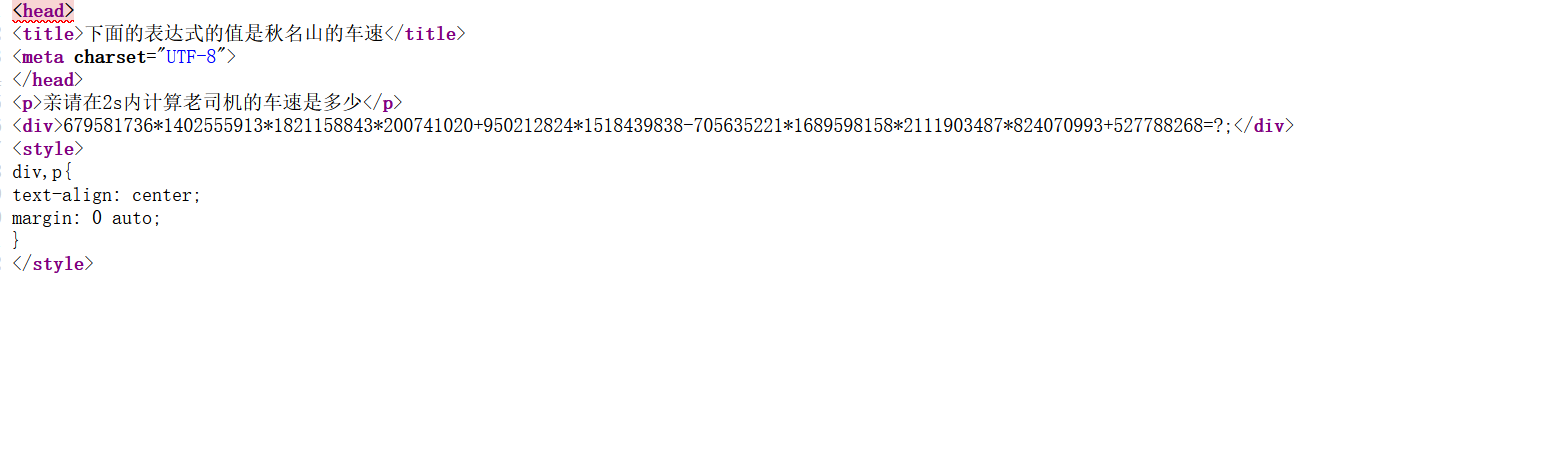 <head>
<title>下面的表达式的值是秋名山的车速</title>
<meta charset="UTF-8">
</head>
<p>亲请在2s内计算老司机的车速是多少</p>
<div>679581736*1402555913*1821158843*200741020+950212824*1518439838-705635221*1689598158*2111903487*824070993+527788268=?;</div>
<style>
div,p{
text-align: center;
margin: 0 auto;
}
</style>